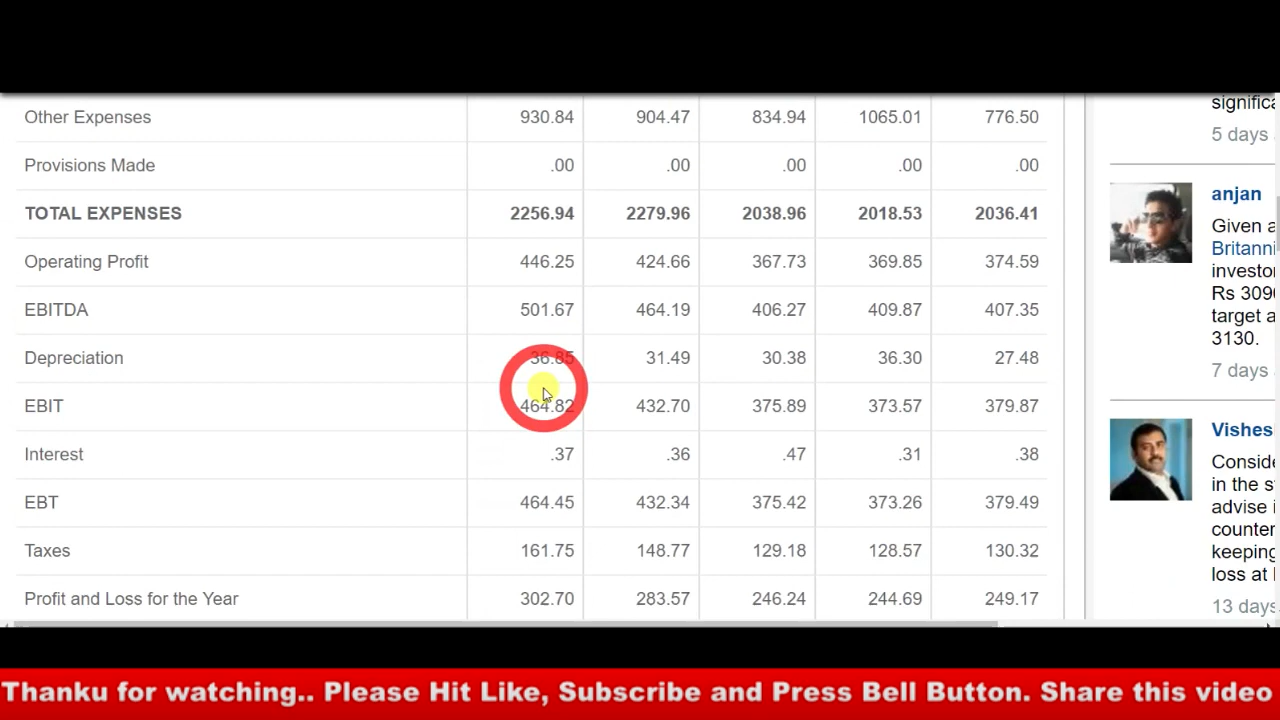 Other Expenses 930.84 904.47 834.94 1065.01 776.50
Provisions Made .00 .00 .00 .00 .00
TOTAL EXPENSES 2256.94 2279.96 2038.96 2018.53 2036.41
Operating Profit 446.25 424.66 367.73 369.85 374.59
EBITDA 501.67 464.19 406.27 409.87 407.35
Depreciation 36.85 31.49 30.38 36.30 27.48
EBIT 464.82 432.70 375.89 373.57 379.87
Interest .37 .36 .47 .31 .38
EBT 464.45 432.34 375.42 373.26 379.49
Taxes 161.75 148.77 129.18 128.57 130.32
Profit and Loss for the Year 302.70 283.57 246.24 244.69 249.17
significa
5 days
anjan
Given a
Britanni
investor
Rs 3090
target a
3130.
7 days
Vishes
Conside
in the s
advise i
counter
keeping
loss at
13 days
Thanku for watching.. Please Hit Like, Subscribe and Press Bell Button. Share this video